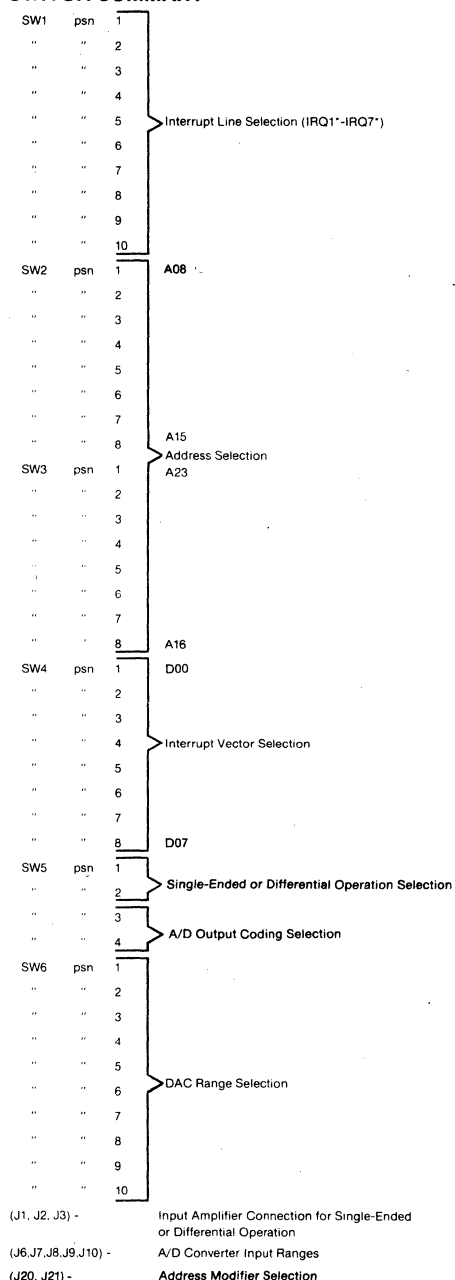 SW1 psn 1
" " 2
" " 3
" " 4
" " 5 Interrupt Line Selection (IRQ1*-IRQ7*)
" " 6
" " 7
" " 8
" " 9
" " 10
SW2 psn 1 A08
" " 2
" " 3
" " 4
" " 5
" " 6
" " 7
" " 8 A15
Address Selection
SW3 psn 1 A23
" " 2
" " 3
" " 4
" " 5
" " 6
" " 7
" " 8 A16
SW4 psn 1 D00
" " 2
" " 3
" " 4 Interrupt Vector Selection
" " 5
" " 6
" " 7
" " 8 D07
SW5 psn 1
" " 2 Single-Ended or Differential Operation Selection
" " 3
" " 4 A/D Output Coding Selection
SW6 psn 1
" " 2
" " 3
" " 4
" " 5
" " 6 DAC Range Selection
" " 7
" " 8
" " 9
" " 10
(J1, J2, J3) - Input Amplifier Connection for Single-Ended
or Differential Operation
(J6,J7,J8,J9,J10) - A/D Converter Input Ranges
(J20, J21) - Address Modifier Selection